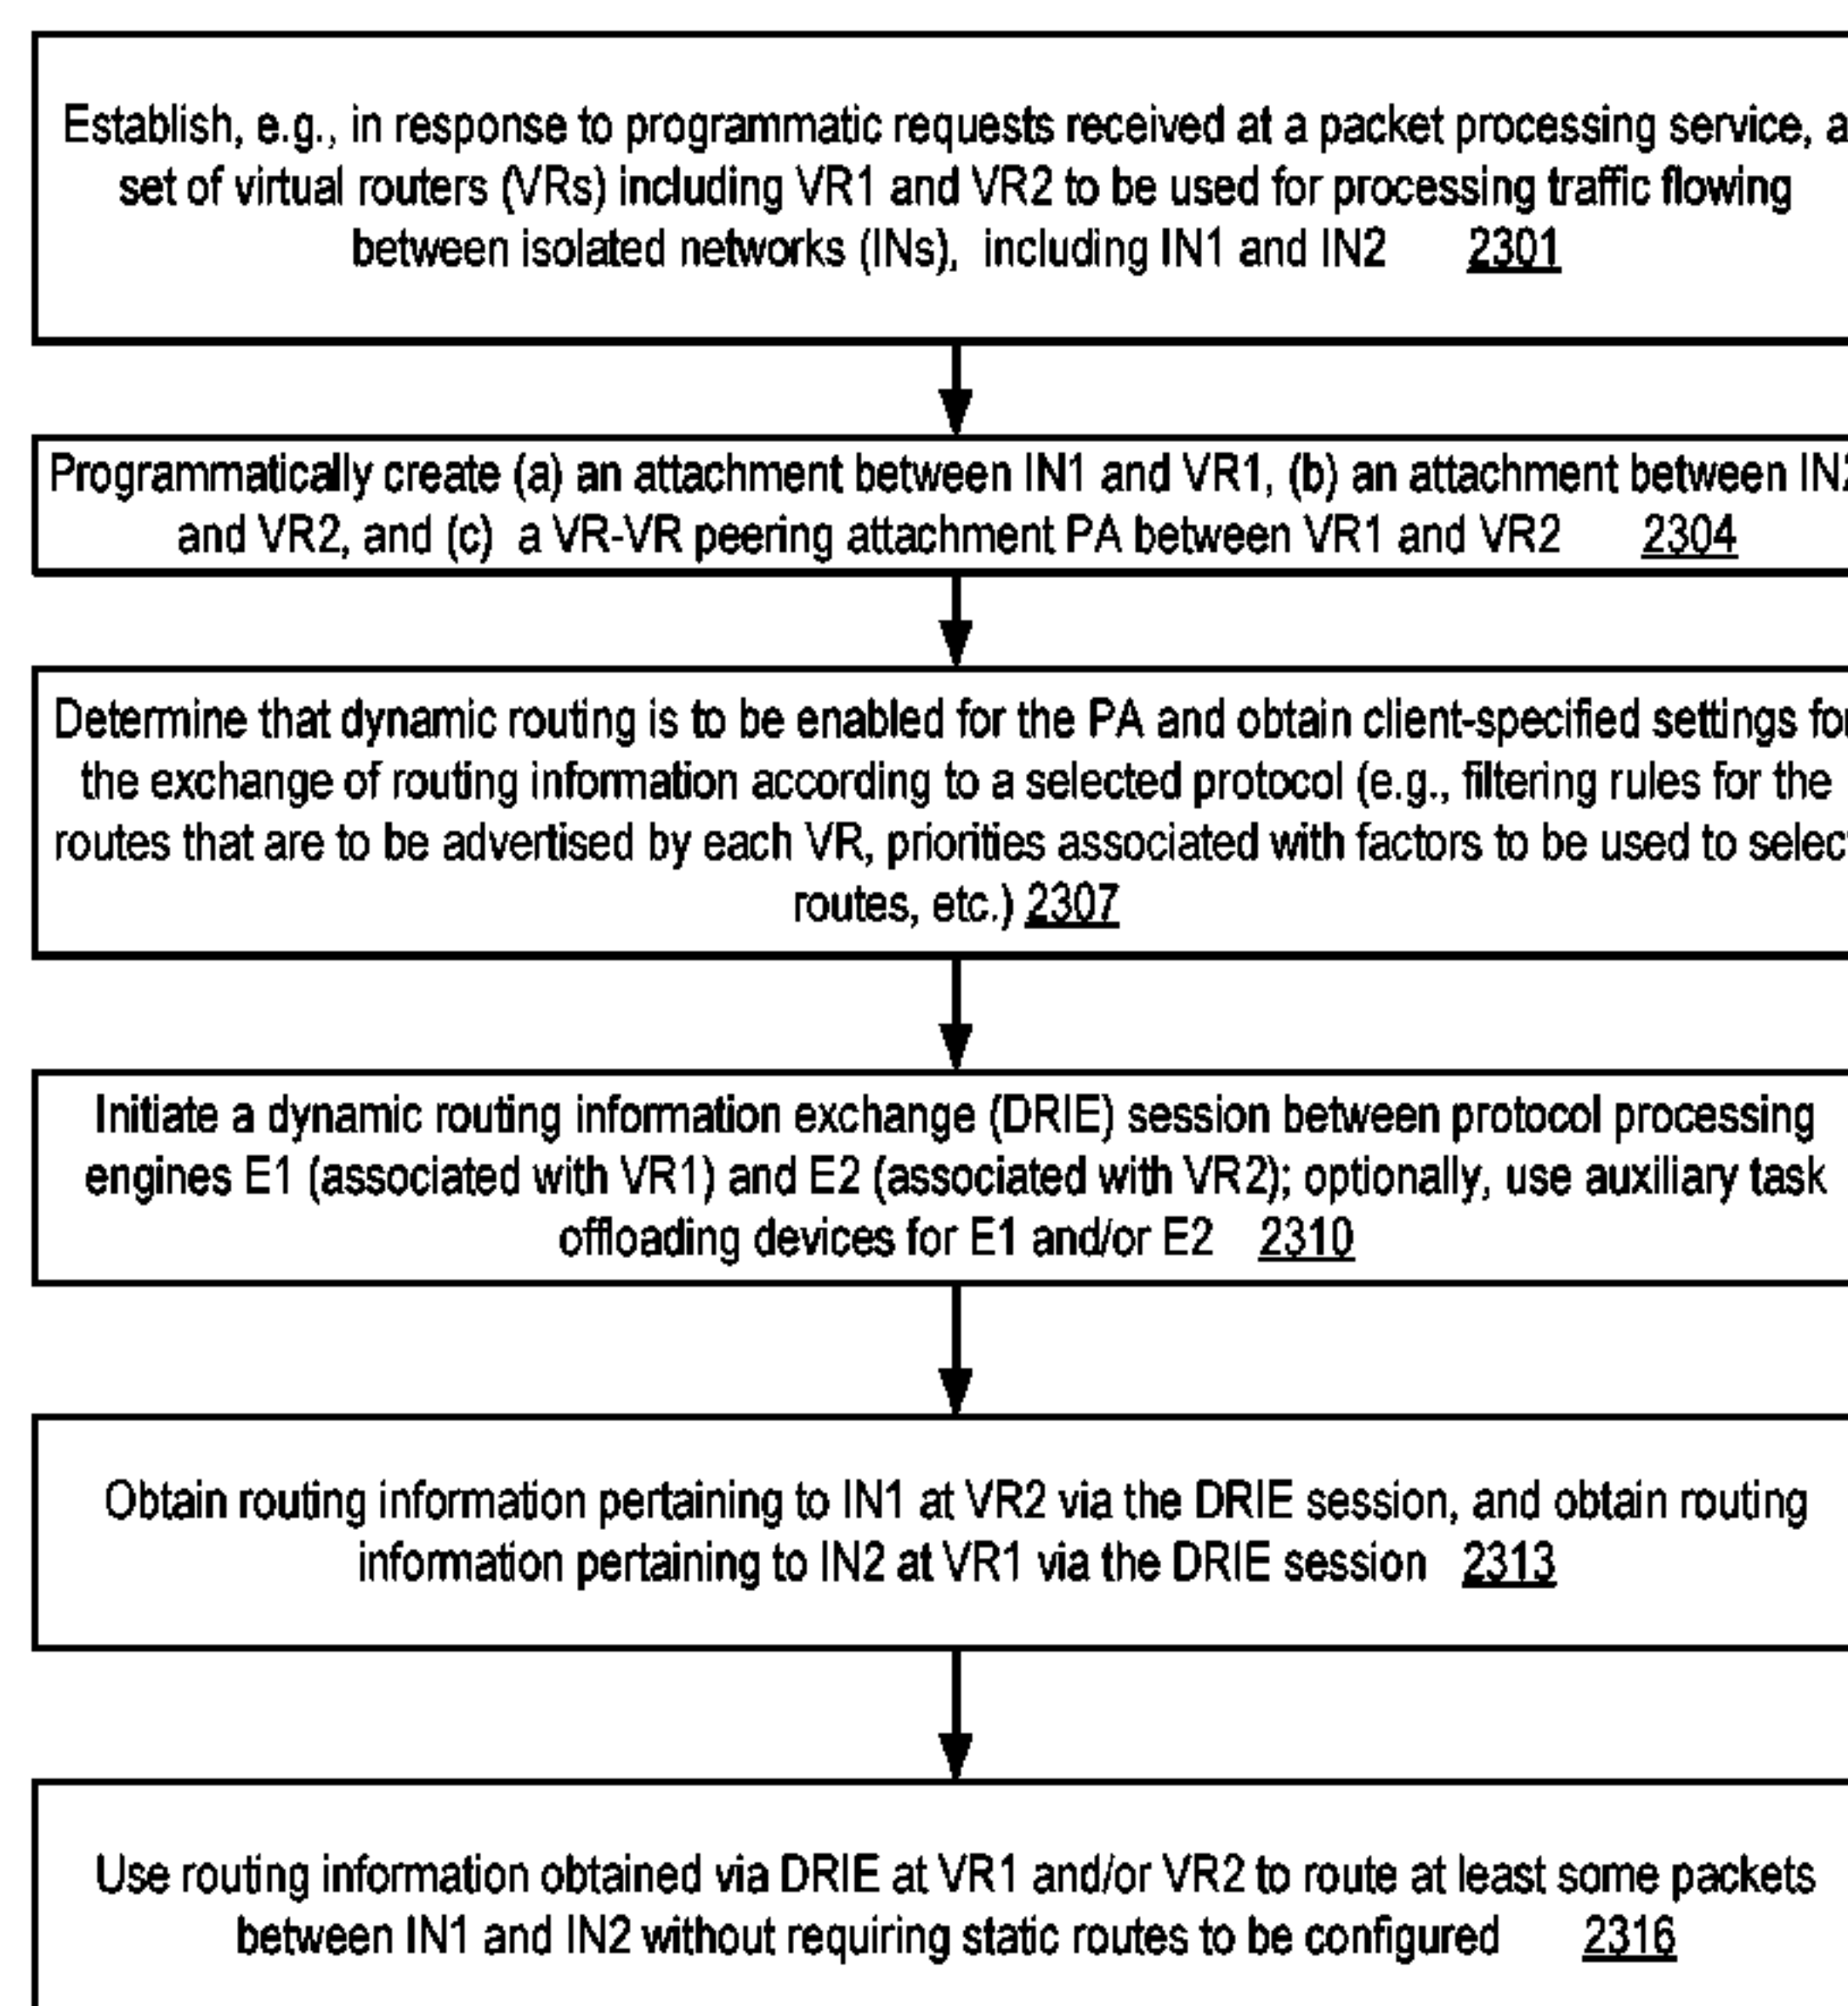 Establish, e.g., in response to programmatic requests received at a packet processing service, a
set of virtual routers (VRs) including VR1 and VR2 to be used for processing traffic flowing
between isolated networks (INs), including IN1 and IN2 2301
Programmatically create (a) an attachment between IN1 and VR1, (b) an attachment between IN2
and VR2, and (c) a VR-VR peering attachment PA between VR1 and VR2 2304
Determine that dynamic routing is to be enabled for the PA and obtain client-specified settings for
the exchange of routing information according to a selected protocol (e.g., filtering rules for the
routes that are to be advertised by each VR, priorities associated with factors to be used to select
routes, etc.) 2307
Initiate a dynamic routing information exchange (DRIE) session between protocol processing
engines E1 (associated with VR1) and E2 (associated with VR2); optionally, use auxiliary task
offloading devices for E1 and/or E2 2310
Obtain routing information pertaining to IN1 at VR2 via the DRIE session, and obtain routing
information pertaining to IN2 at VR1 via the DRIE session 2313
Use routing information obtained via DRIE at VR1 and/or VR2 to route at least some packets
between IN1 and IN2 without requiring static routes to be configured 2316